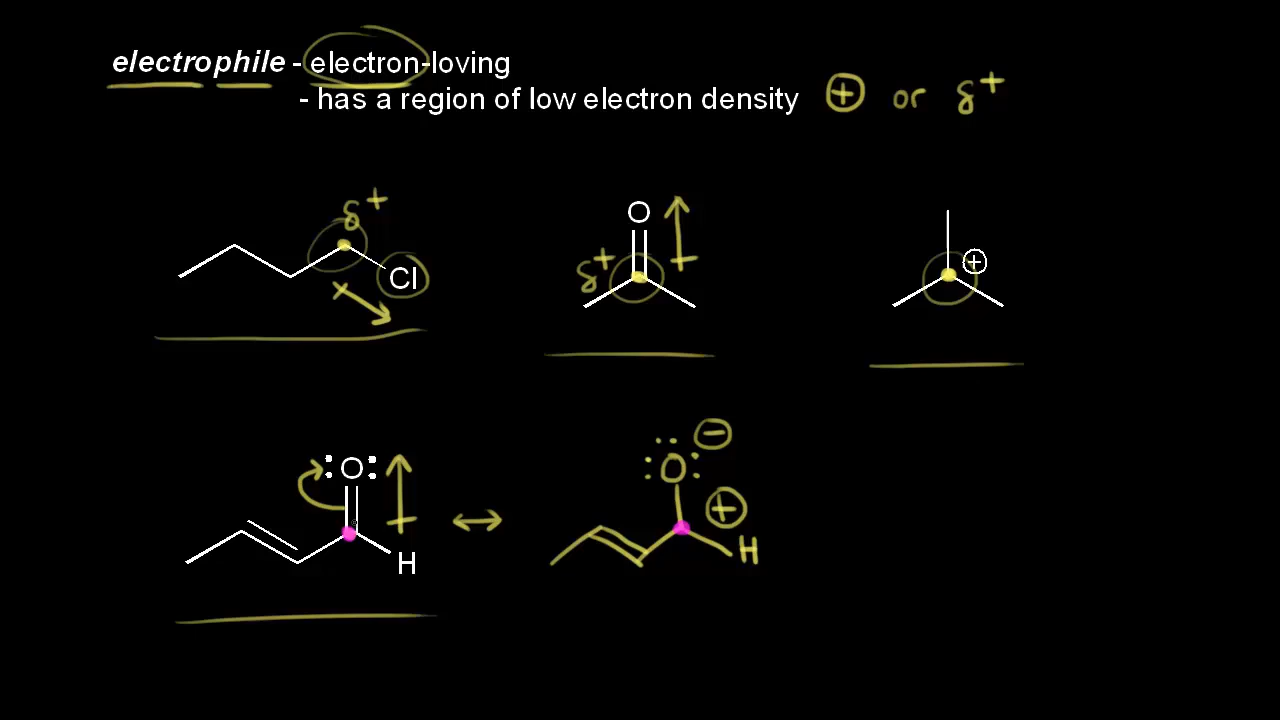 electrophile - electron-loving
- has a region of low electron density ⊕ or δ+
δ+
Cl
O
δ+
+
O
H
O
−
+
H